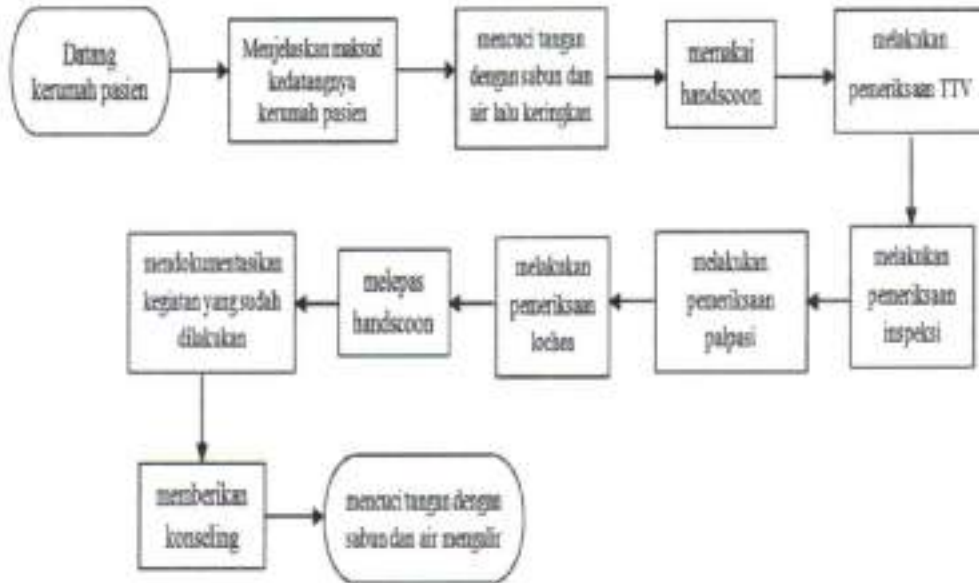 Datang
kerumah pasien
Menjelaskan maksud
kedatangnya
kerumah pasien
mencuci tangan
dengan sabun dan
air lalu keringkan
memakai
handscoon
melakukan
pemeriksaan TTV
melakukan
pemeriksaan
inspeksi
melakukan
pemeriksaan
palpasi
melakukan
pemeriksaan
lochea
melepas
handscoon
mendokumentasikan
kegiatan yang sudah
dilakukan
memberikan
konseling
mencuci tangan dengan
sabun dan air mengalir